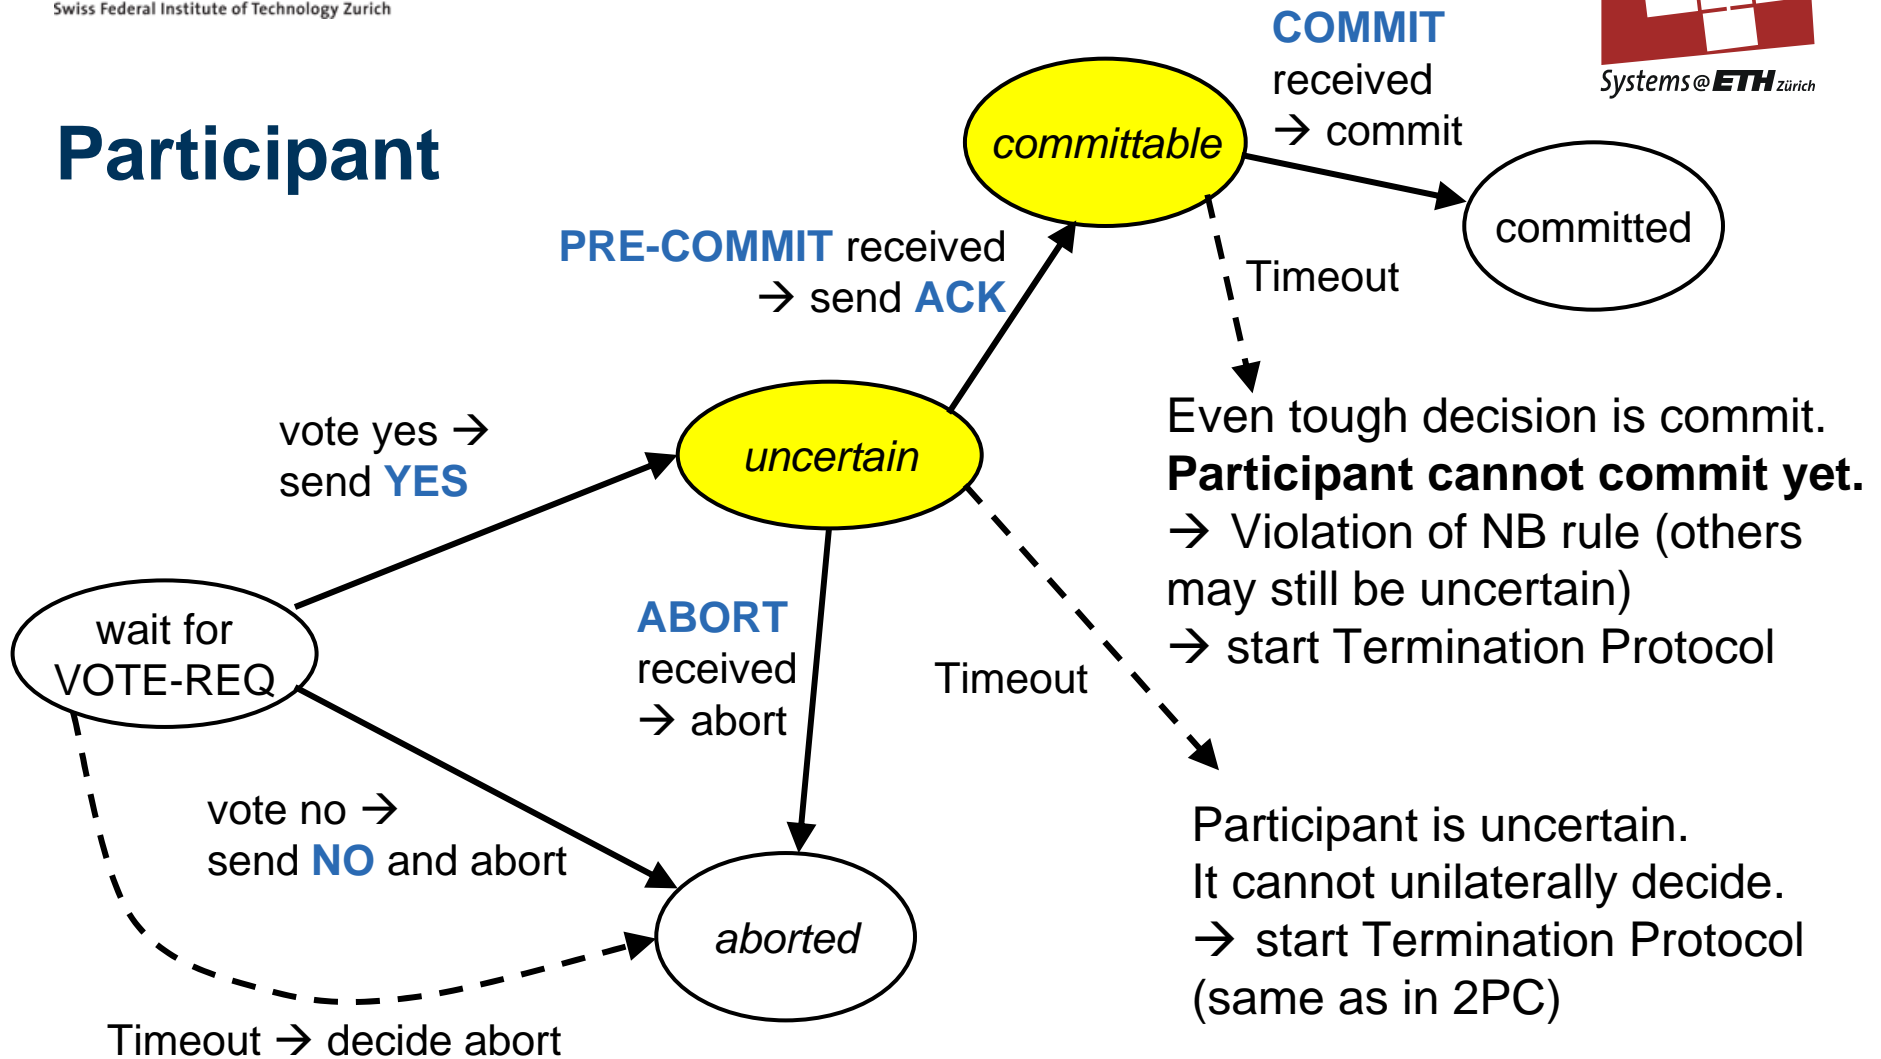 Swiss Federal Institute of Technology Zurich
Systems@ETH Zürich
Participant
COMMIT
received
→ commit
committable
committed
PRE-COMMIT received
→ send ACK
Timeout
vote yes →
send YES
uncertain
Even tough decision is commit.
Participant cannot commit yet.
→ Violation of NB rule (others
may still be uncertain)
→ start Termination Protocol
wait for
VOTE-REQ
ABORT
received
→ abort
Timeout
vote no →
send NO and abort
aborted
Participant is uncertain.
It cannot unilaterally decide.
→ start Termination Protocol
(same as in 2PC)
Timeout → decide abort